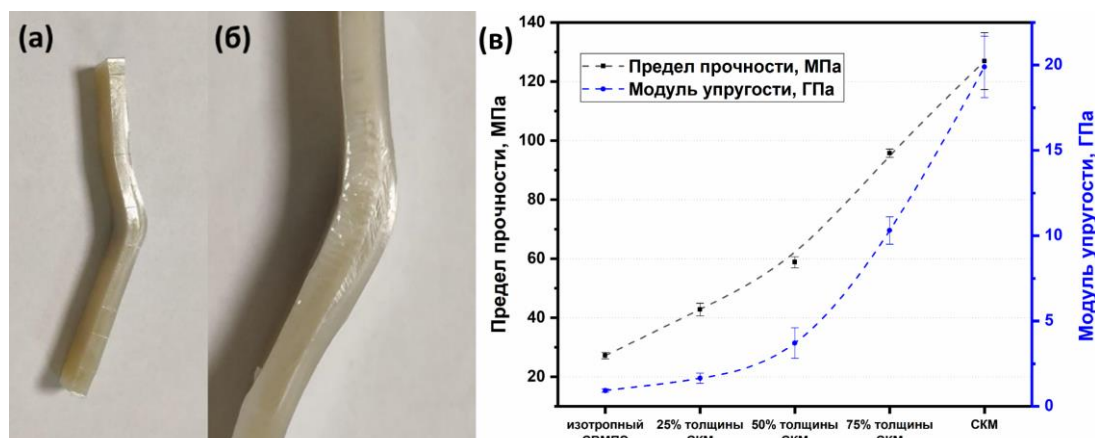 (а)
(б)
(в)
Предел прочности, МПа
Модуль упругости, ГПа
Предел прочности, МПа
140
120
100
80
60
40
20
Модуль упругости, ГПа
20
15
10
5
0
изотропный
25% толщины
50% толщины
75% толщины
СКМ